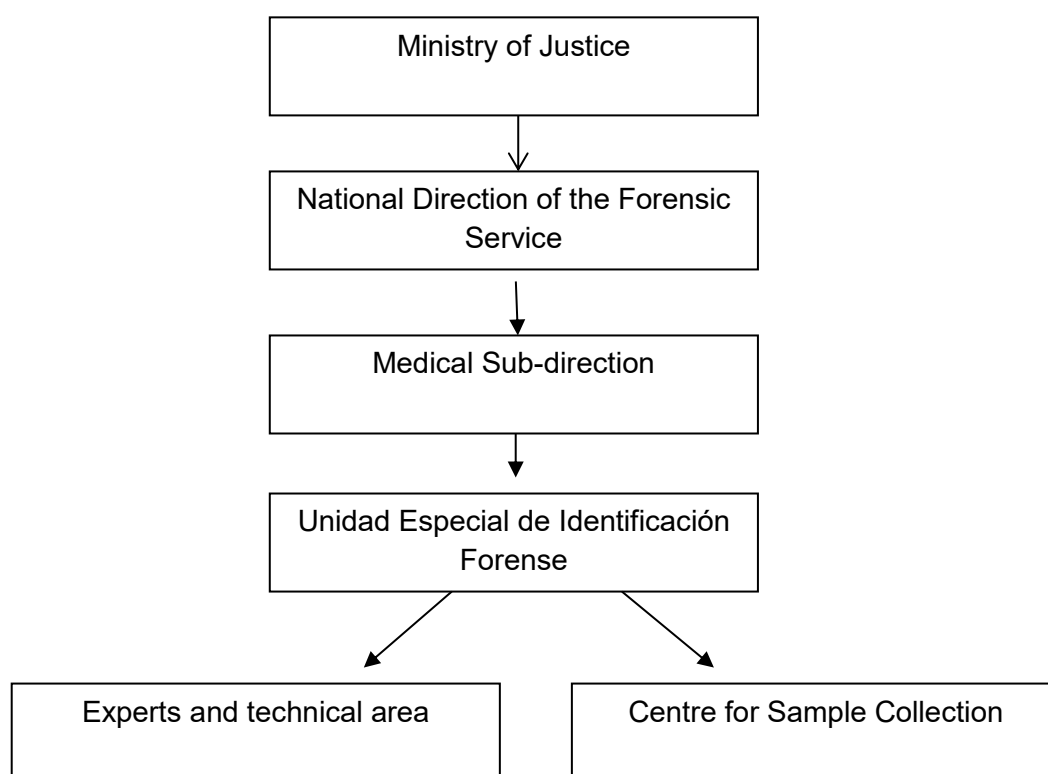 Ministry of Justice
National Direction of the Forensic
Service
Medical Sub-direction
Unidad Especial de Identificación
Forense
Experts and technical area
Centre for Sample Collection